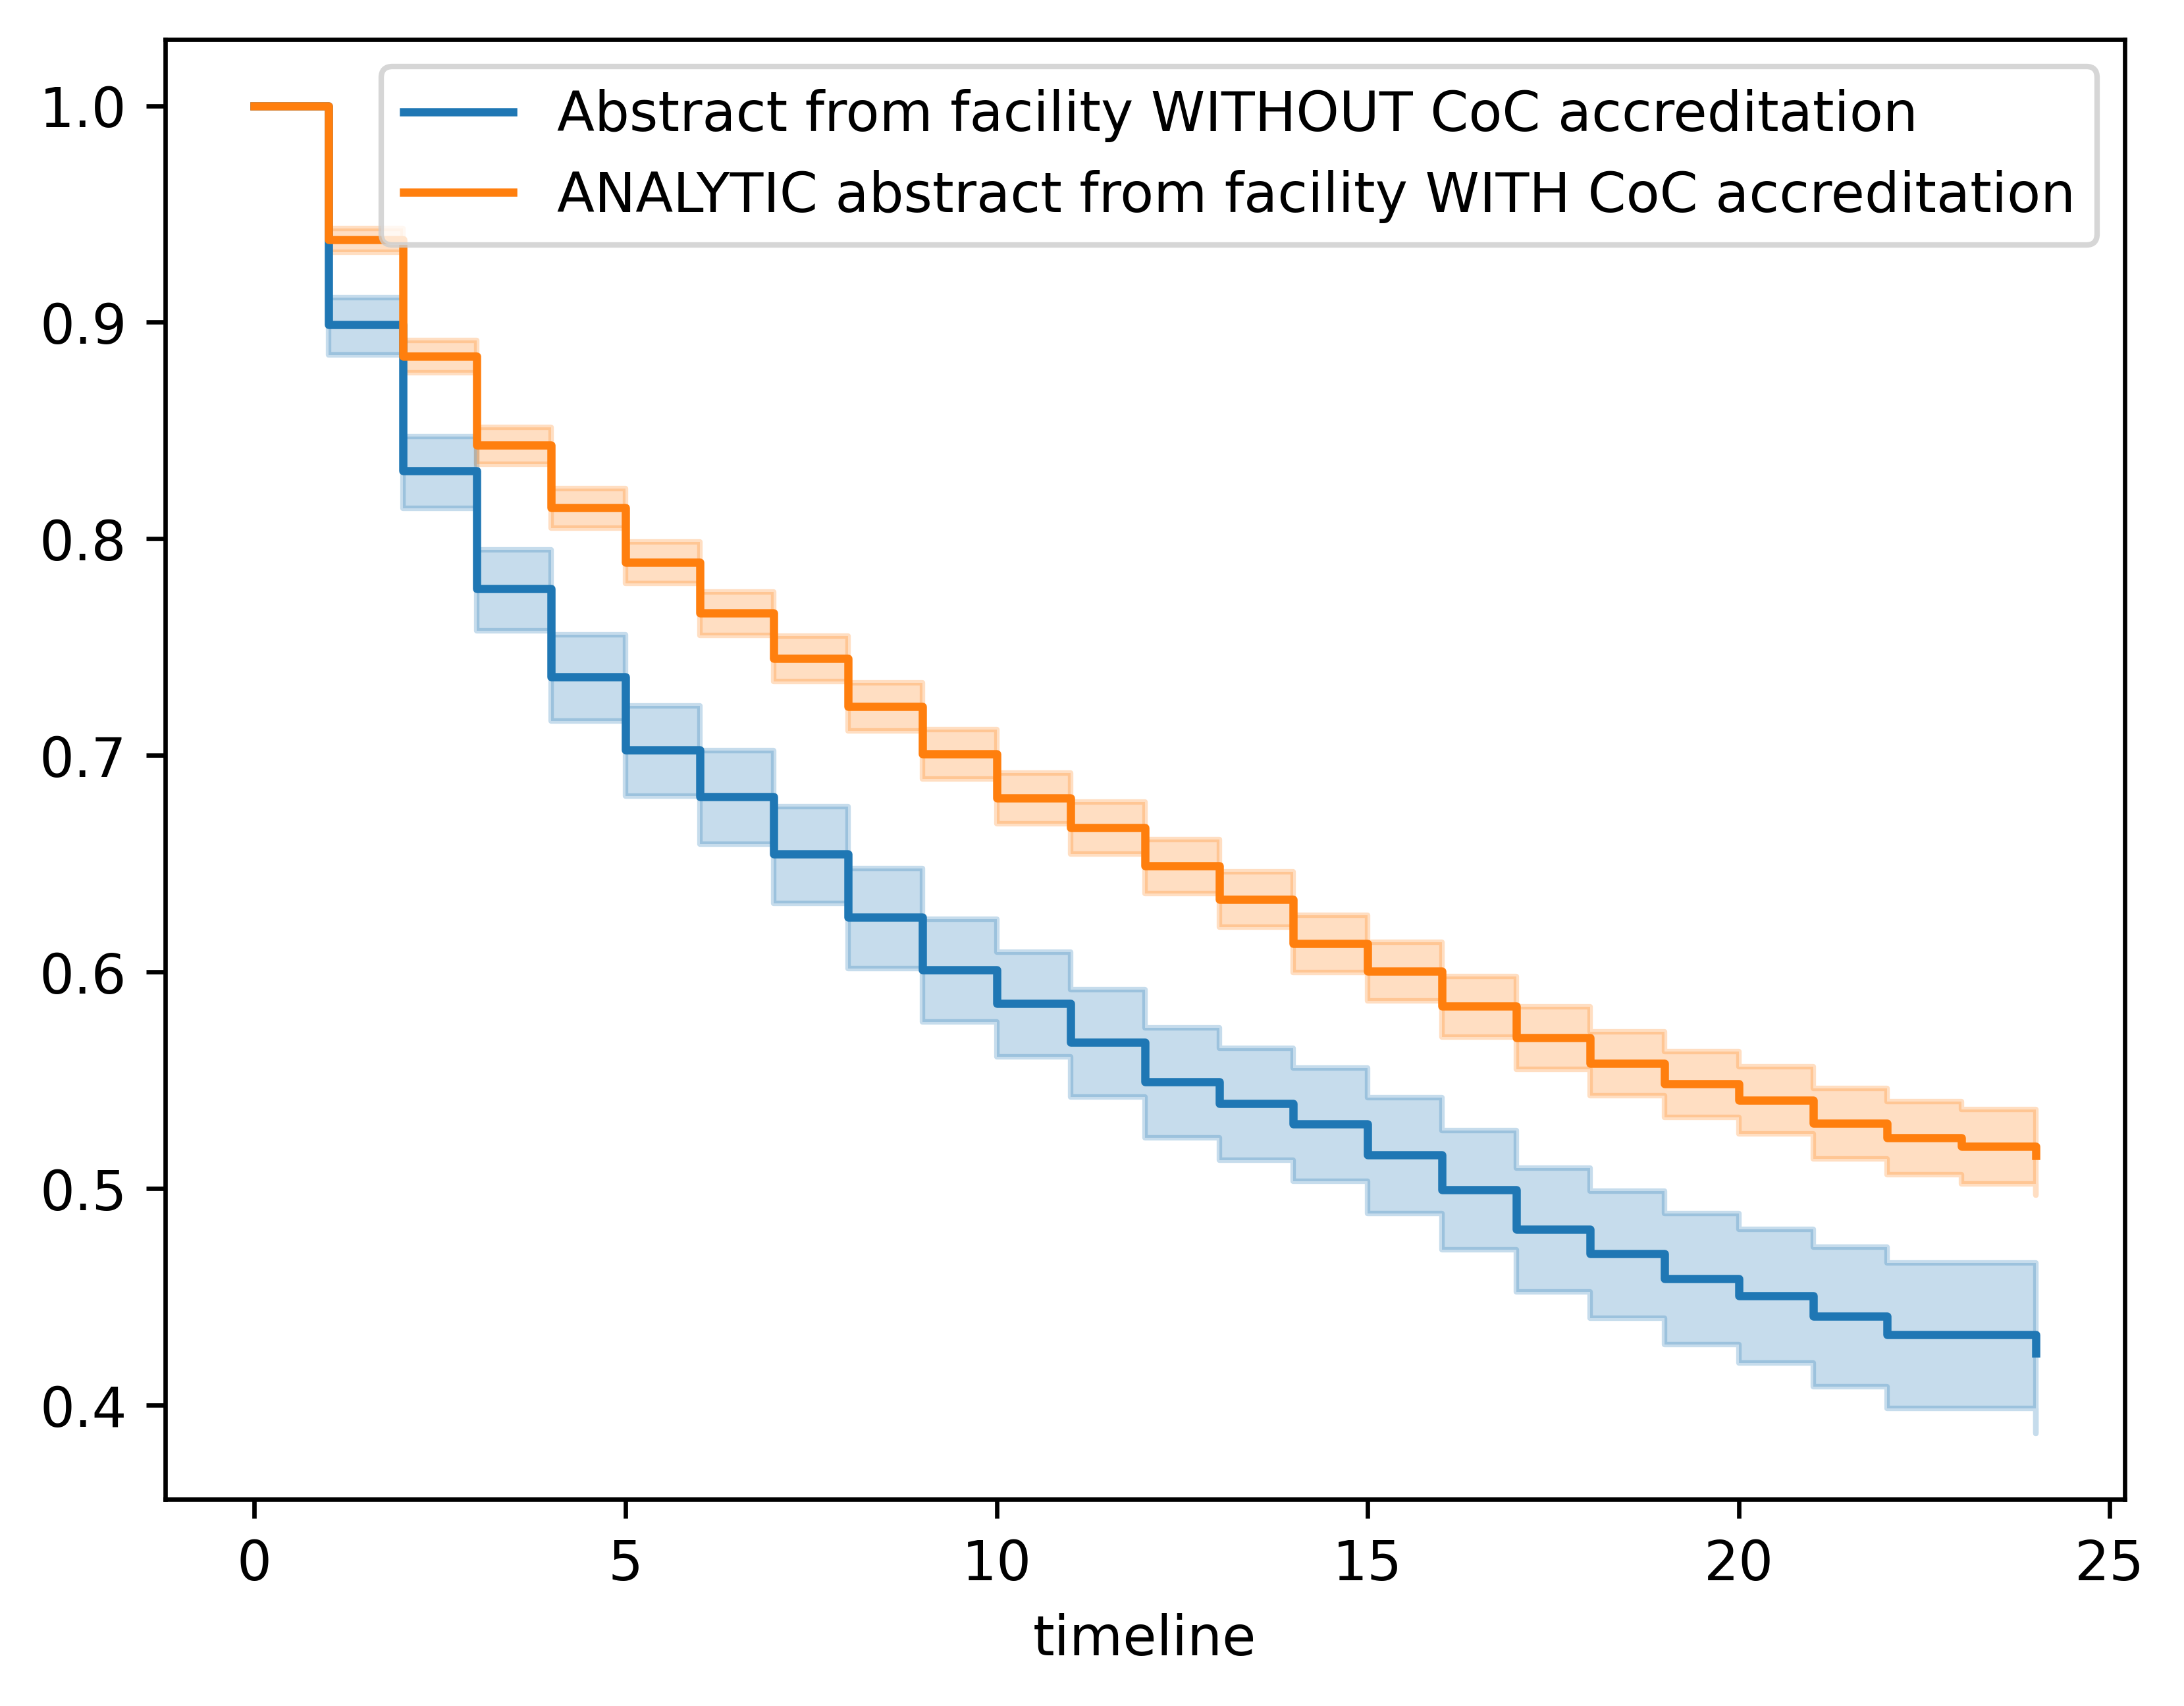 Abstract from facility WITHOUT CoC accreditation
ANALYTIC abstract from facility WITH CoC accreditation
1.0
0.9
0.8
0.7
0.6
0.5
0.4
0 5 10 15 20 25
timeline